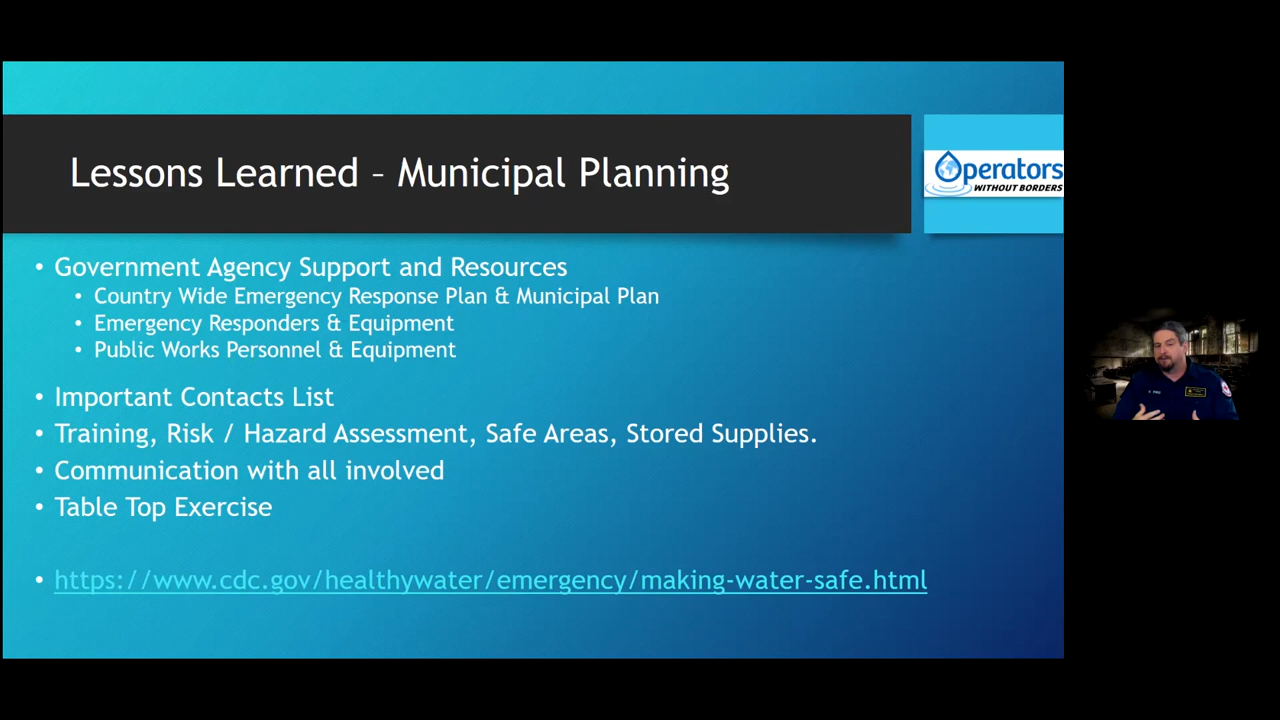 Lessons Learned – Municipal Planning
Operators
WITHOUT BORDERS
• Government Agency Support and Resources
• Country Wide Emergency Response Plan & Municipal Plan
• Emergency Responders & Equipment
• Public Works Personnel & Equipment
• Important Contacts List
• Training, Risk / Hazard Assessment, Safe Areas, Stored Supplies.
• Communication with all involved
• Table Top Exercise
• https://www.cdc.gov/healthywater/emergency/making-water-safe.html